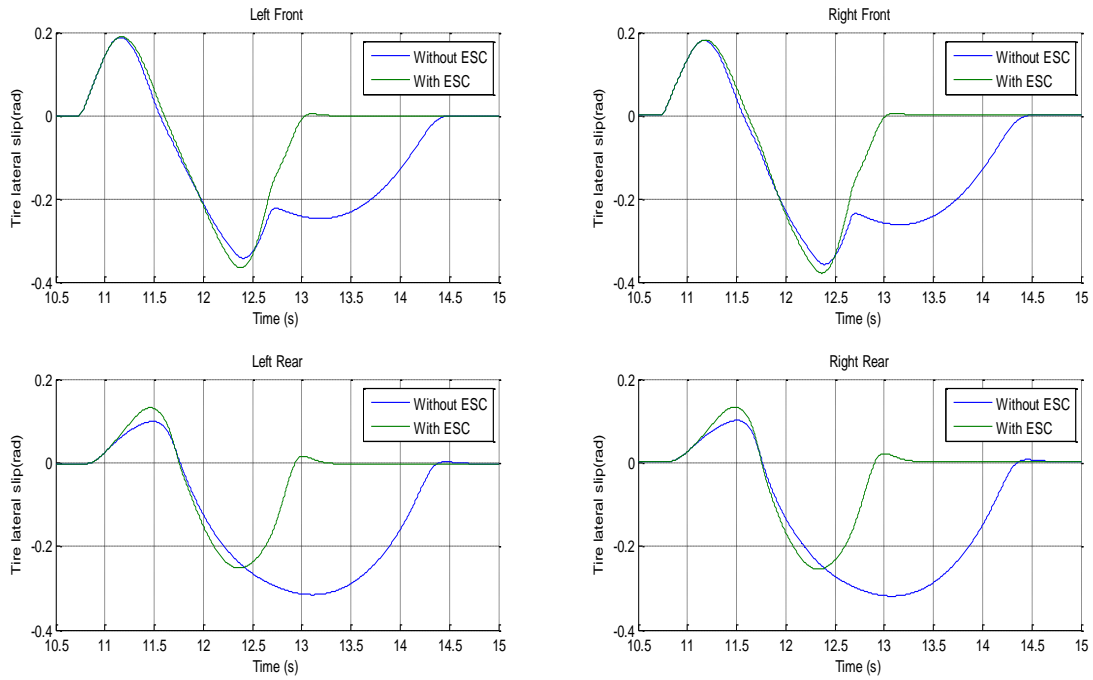 Left Front
0.2
0
-0.2
-0.4
Tire lateral slip(rad)
Without ESC
With ESC
10.5 11 11.5 12 12.5 13 13.5 14 14.5 15
Time (s)
Right Front
0.2
0
-0.2
-0.4
Tire lateral slip(rad)
Without ESC
With ESC
10.5 11 11.5 12 12.5 13 13.5 14 14.5 15
Time (s)
Left Rear
0.2
0
-0.2
-0.4
Tire lateral slip(rad)
Without ESC
With ESC
10.5 11 11.5 12 12.5 13 13.5 14 14.5 15
Time (s)
Right Rear
0.2
0
-0.2
-0.4
Tire lateral slip(rad)
Without ESC
With ESC
10.5 11 11.5 12 12.5 13 13.5 14 14.5 15
Time (s)